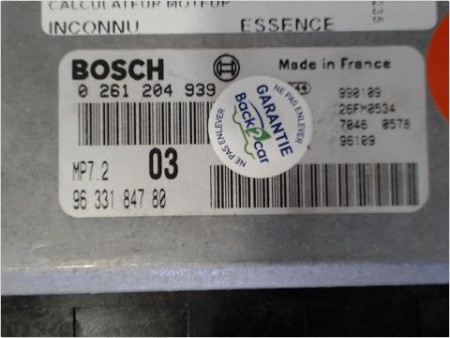 CALCULATEUR MOTEUR
INCONNU ESSENCE
BOSCH
Made in France
0 261 204 939
990109
26FM0534
7046 0578
96109
MP7.2 03
96 331 847 80
NE PAS ENLEVER
GARANTIE
Back2car
NE PAS ENLEVER